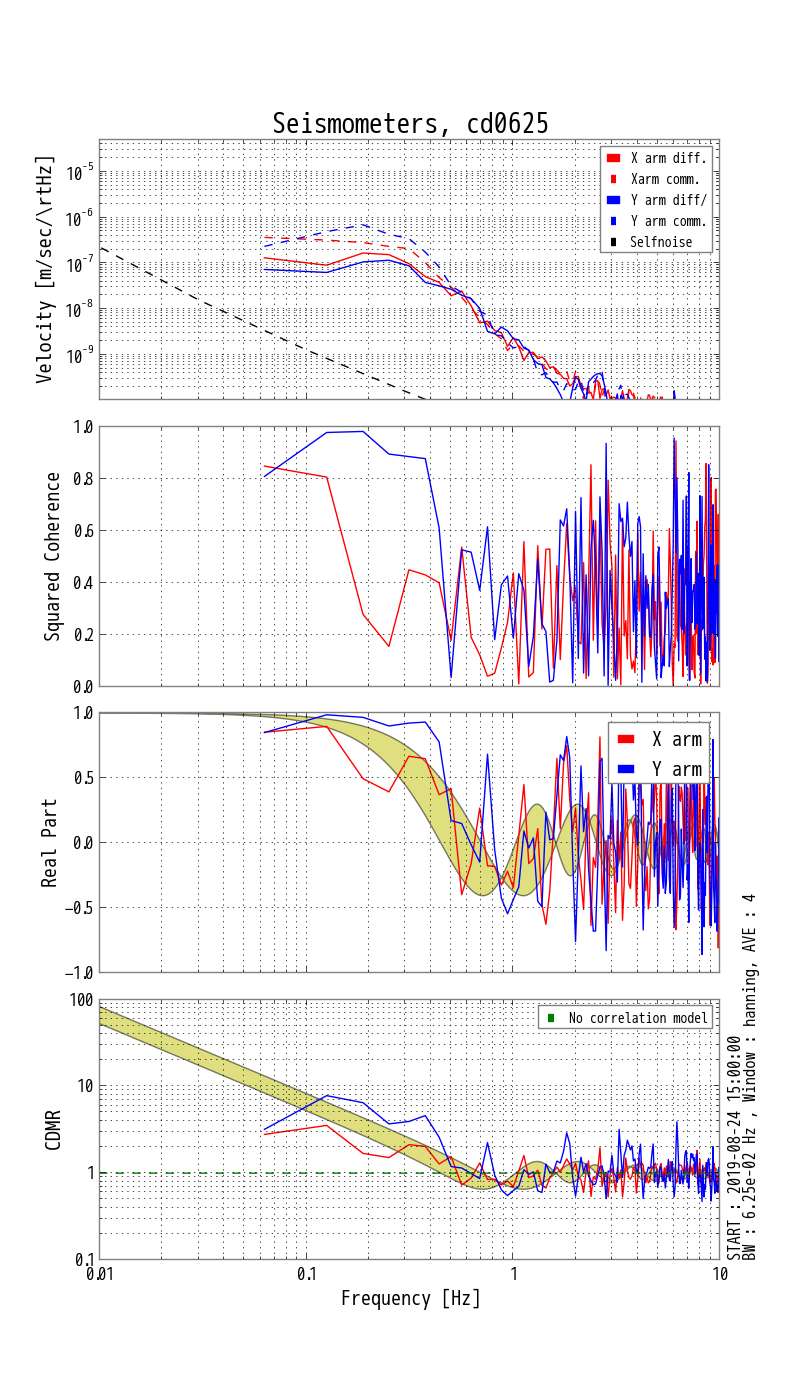 Seismometers, cd0625
Velocity [m/sec/\rtHz]
10^-5
10^-6
10^-7
10^-8
10^-9
X arm diff.
Xarm comm.
Y arm diff/
Y arm comm.
Selfnoise
Squared Coherence
1.0
0.8
0.6
0.4
0.2
0.0
Real Part
1.0
0.5
0.0
−0.5
−1.0
X arm
Y arm
CDMR
100
10
1
0.1
No correlation model
0.01 0.1 1 10
Frequency [Hz]
START : 2019-08-24 15:00:00
BW : 6.25e-02 Hz , Window : hanning, AVE : 4